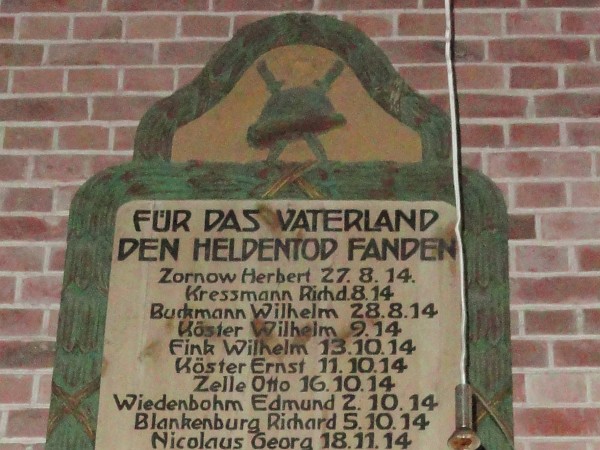 FÜR DAS VATERLAND
DEN HELDENTOD FANDEN
Zornow Herbert 27. 8. 14.
Kressmann Rich d. 8.14
Buckmann Wilhelm 28.8.14
Köster Wilhelm 9.14
Fink Wilhelm 13.10.14
Köster Ernst 11.10.14
Zelle Otto 16.10.14
Wiedenbohm Edmund 2.10.14
Blankenburg Richard 5.10.14
Nicolaus Georg 18.11.14